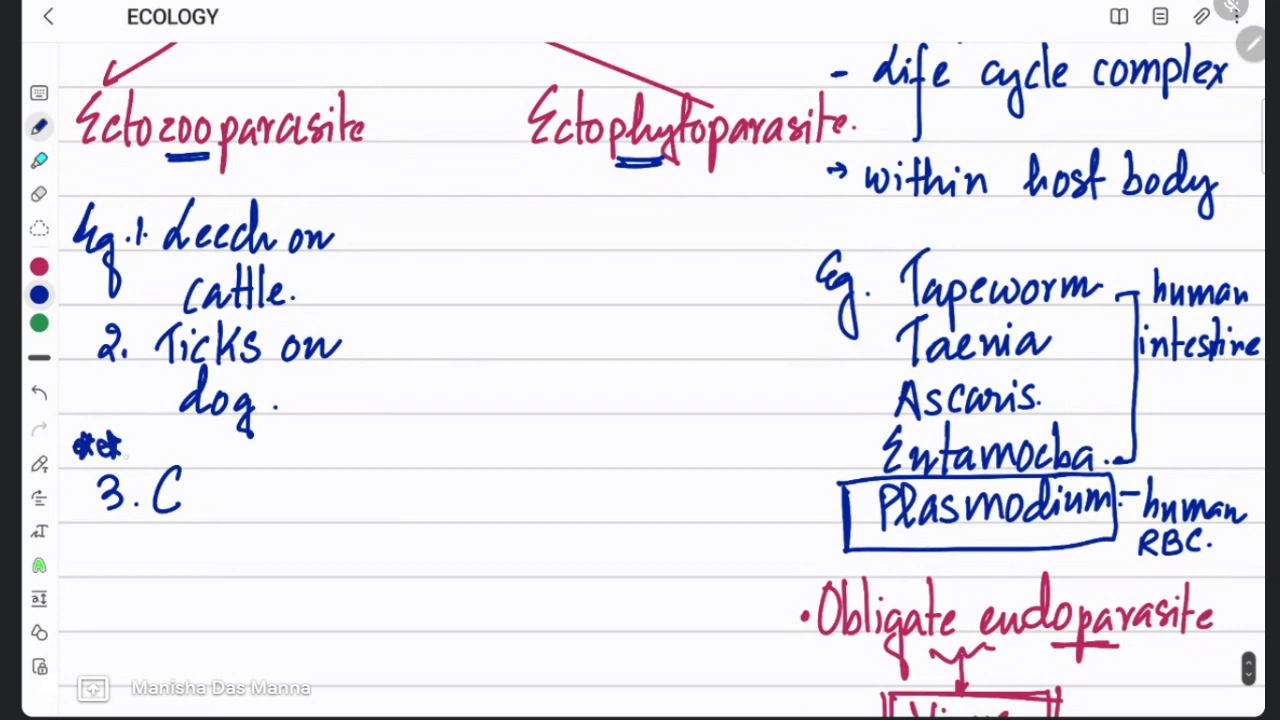 ECOLOGY
Ectozooparasite
Ectophytoparasite.
Eg.1. Leech on
cattle.
2. Ticks on
dog.
3. C
- Life cycle complex
→ within host body
Eg. Tapeworm
Taenia
Ascaris.
Entamoeba.
human
intestine
Plasmodium. - human
RBC.
• Obligate endoparasite
Manisha Das Manna